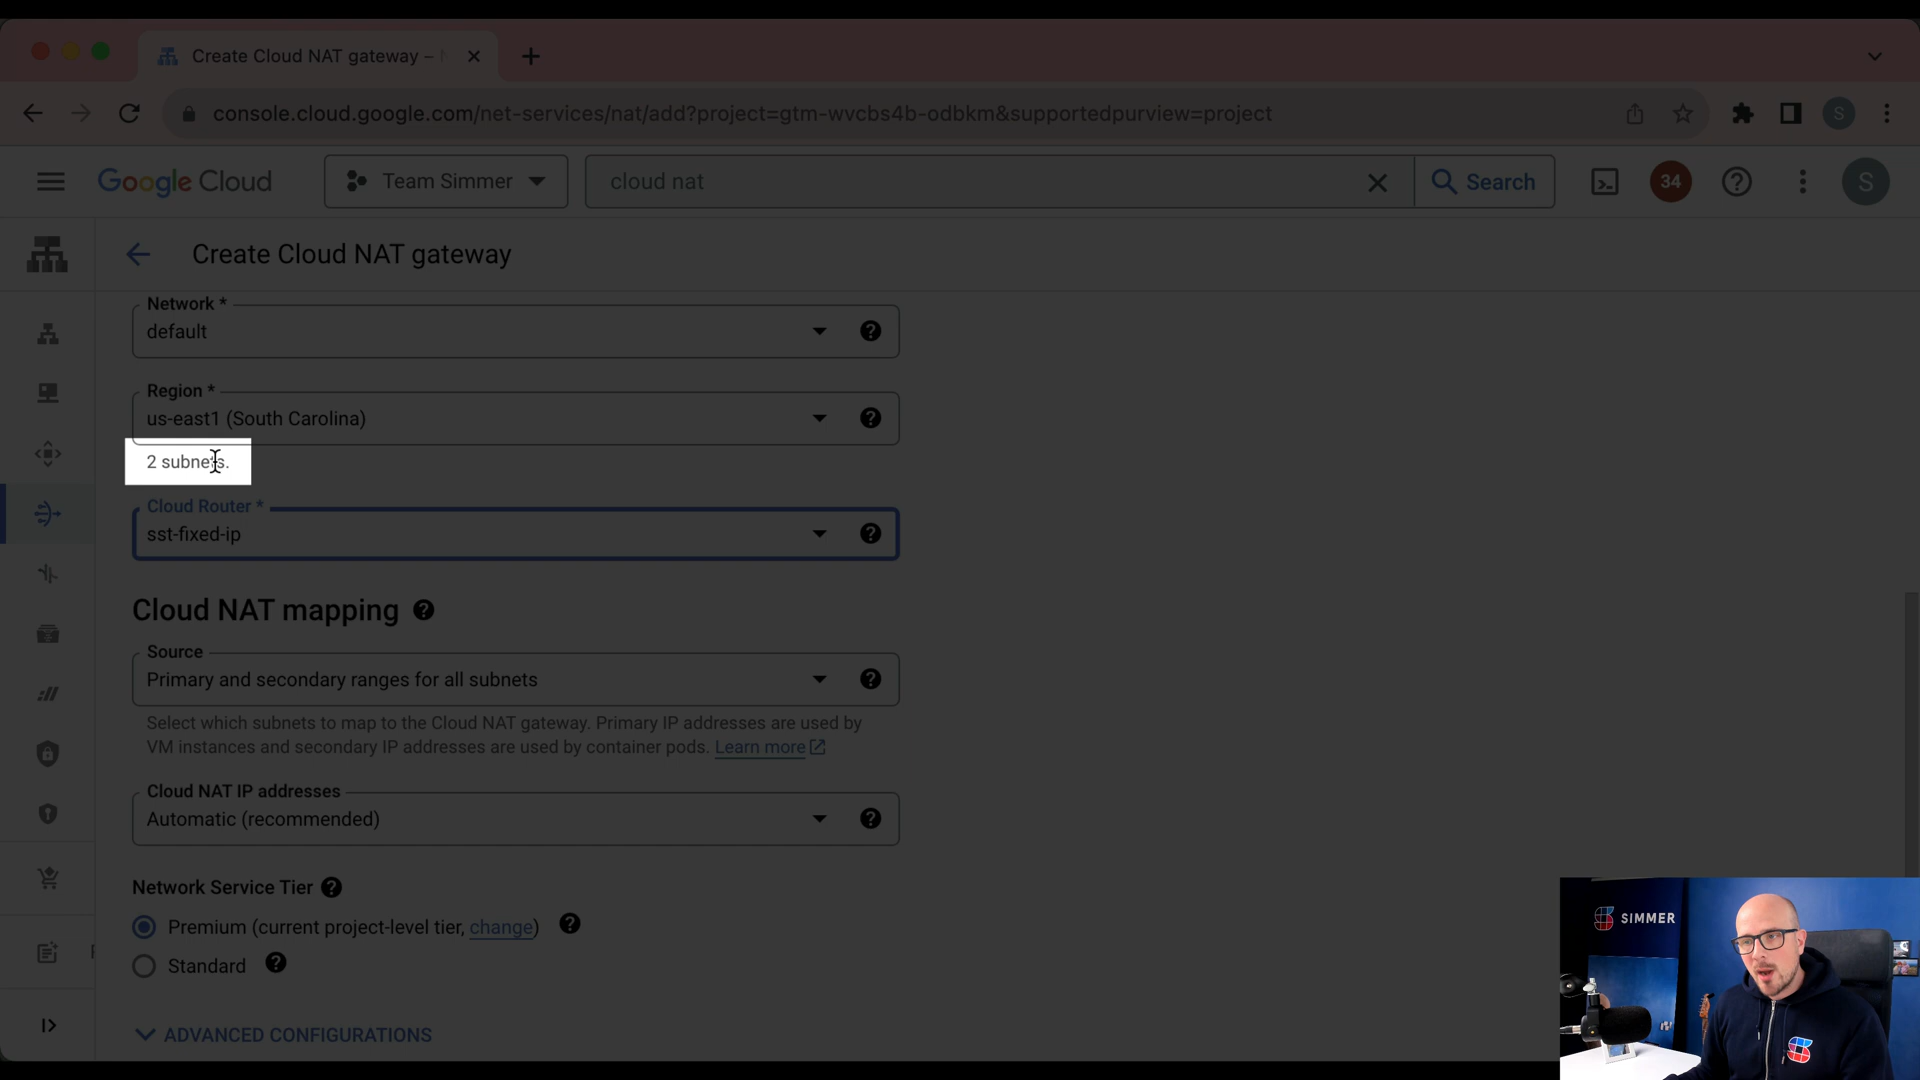 Create Cloud NAT gateway –
console.cloud.google.com/net-services/nat/add?project=gtm-wvcbs4b-odbkm&supportedpurview=project
S
Google Cloud
Team Simmer
cloud nat
Search
34
S
Create Cloud NAT gateway
Network *
default
Region *
us-east1 (South Carolina)
2 subnets.
Cloud Router *
sst-fixed-ip
Cloud NAT mapping
Source
Primary and secondary ranges for all subnets
Select which subnets to map to the Cloud NAT gateway. Primary IP addresses are used by
VM instances and secondary IP addresses are used by container pods. Learn more
Cloud NAT IP addresses
Automatic (recommended)
Network Service Tier
Premium (current project-level tier, change)
Standard
ADVANCED CONFIGURATIONS
SIMMER